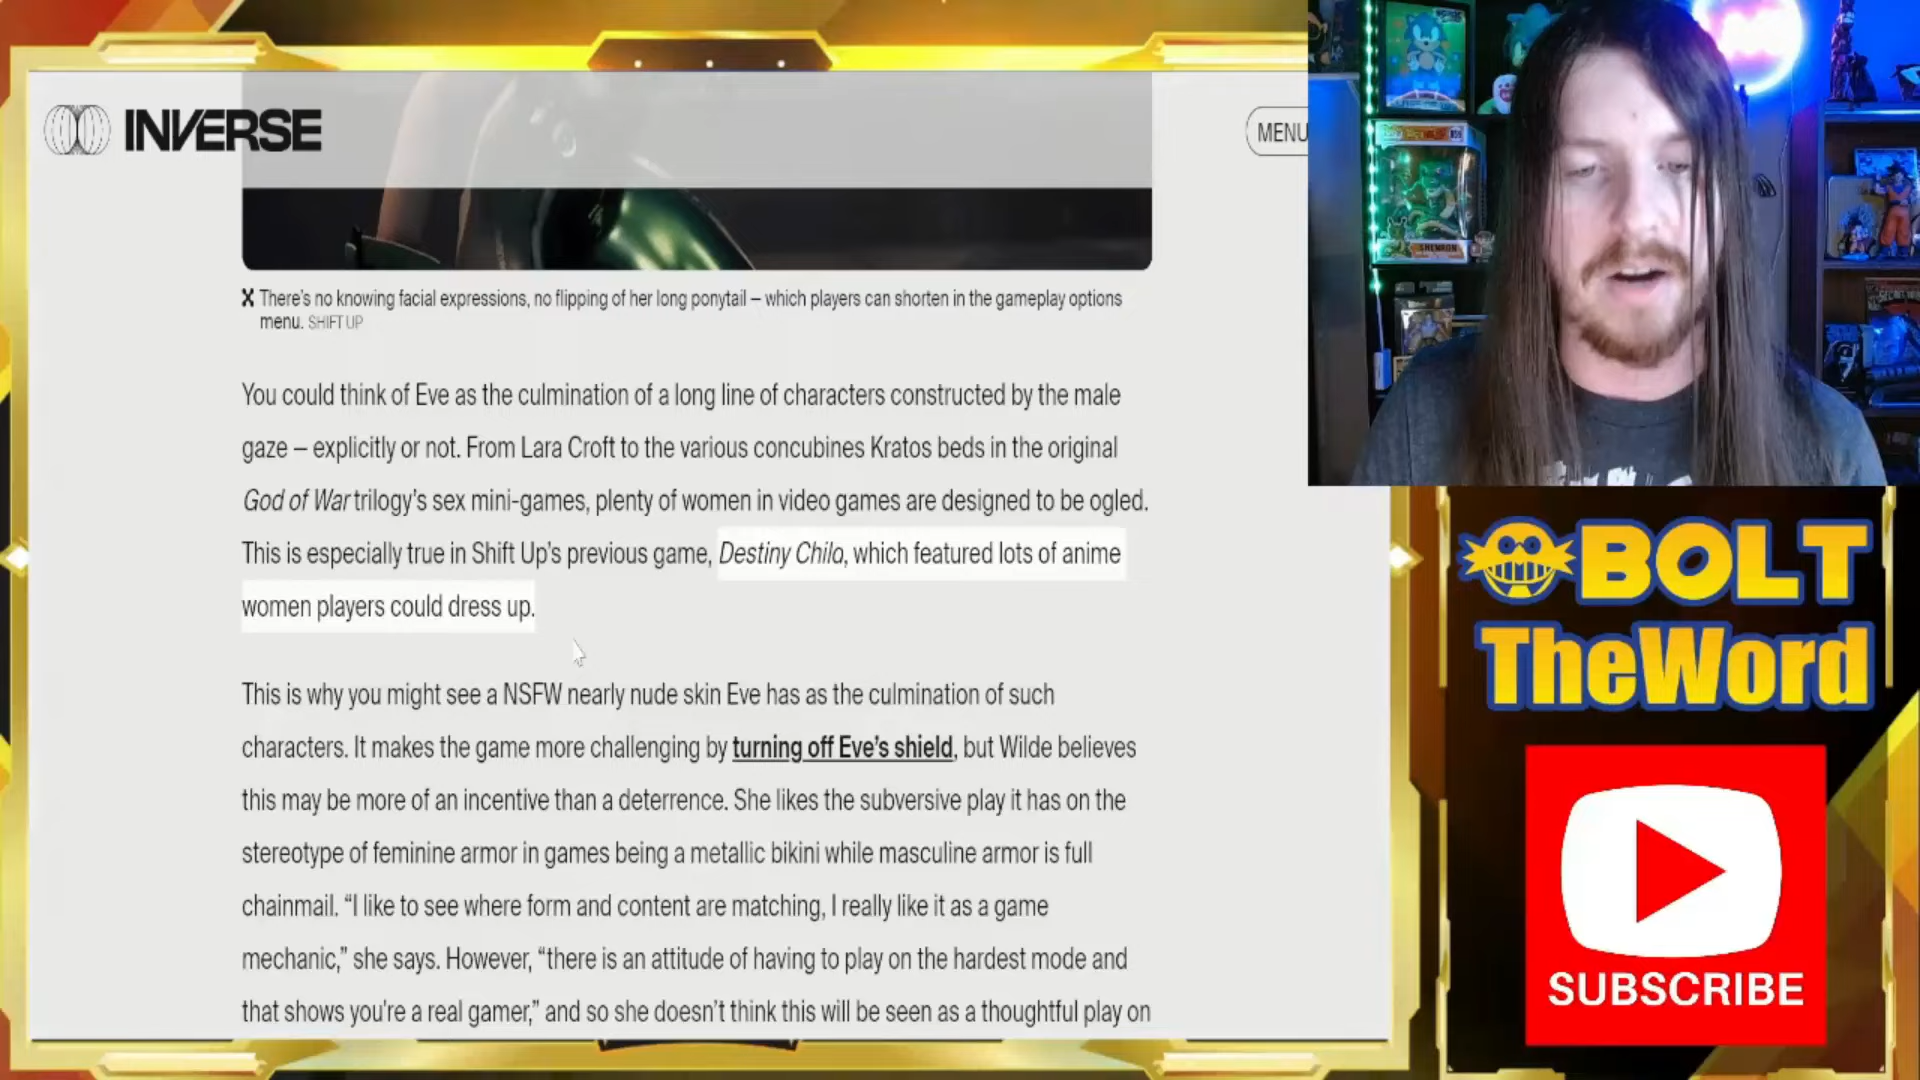 INVERSE
MENU
X There's no knowing facial expressions, no flipping of her long ponytail – which players can shorten in the gameplay options
menu. SHIFT UP
You could think of Eve as the culmination of a long line of characters constructed by the male
gaze – explicitly or not. From Lara Croft to the various concubines Kratos beds in the original
God of War trilogy's sex mini-games, plenty of women in video games are designed to be ogled.
This is especially true in Shift Up's previous game, Destiny Child, which featured lots of anime
women players could dress up.
This is why you might see a NSFW nearly nude skin Eve has as the culmination of such
characters. It makes the game more challenging by turning off Eve's shield, but Wilde believes
this may be more of an incentive than a deterrence. She likes the subversive play it has on the
stereotype of feminine armor in games being a metallic bikini while masculine armor is full
chainmail. “I like to see where form and content are matching, I really like it as a game
mechanic,” she says. However, “there is an attitude of having to play on the hardest mode and
that shows you're a real gamer,” and so she doesn't think this will be seen as a thoughtful play on
SHENRON
BOLT
TheWord
SUBSCRIBE